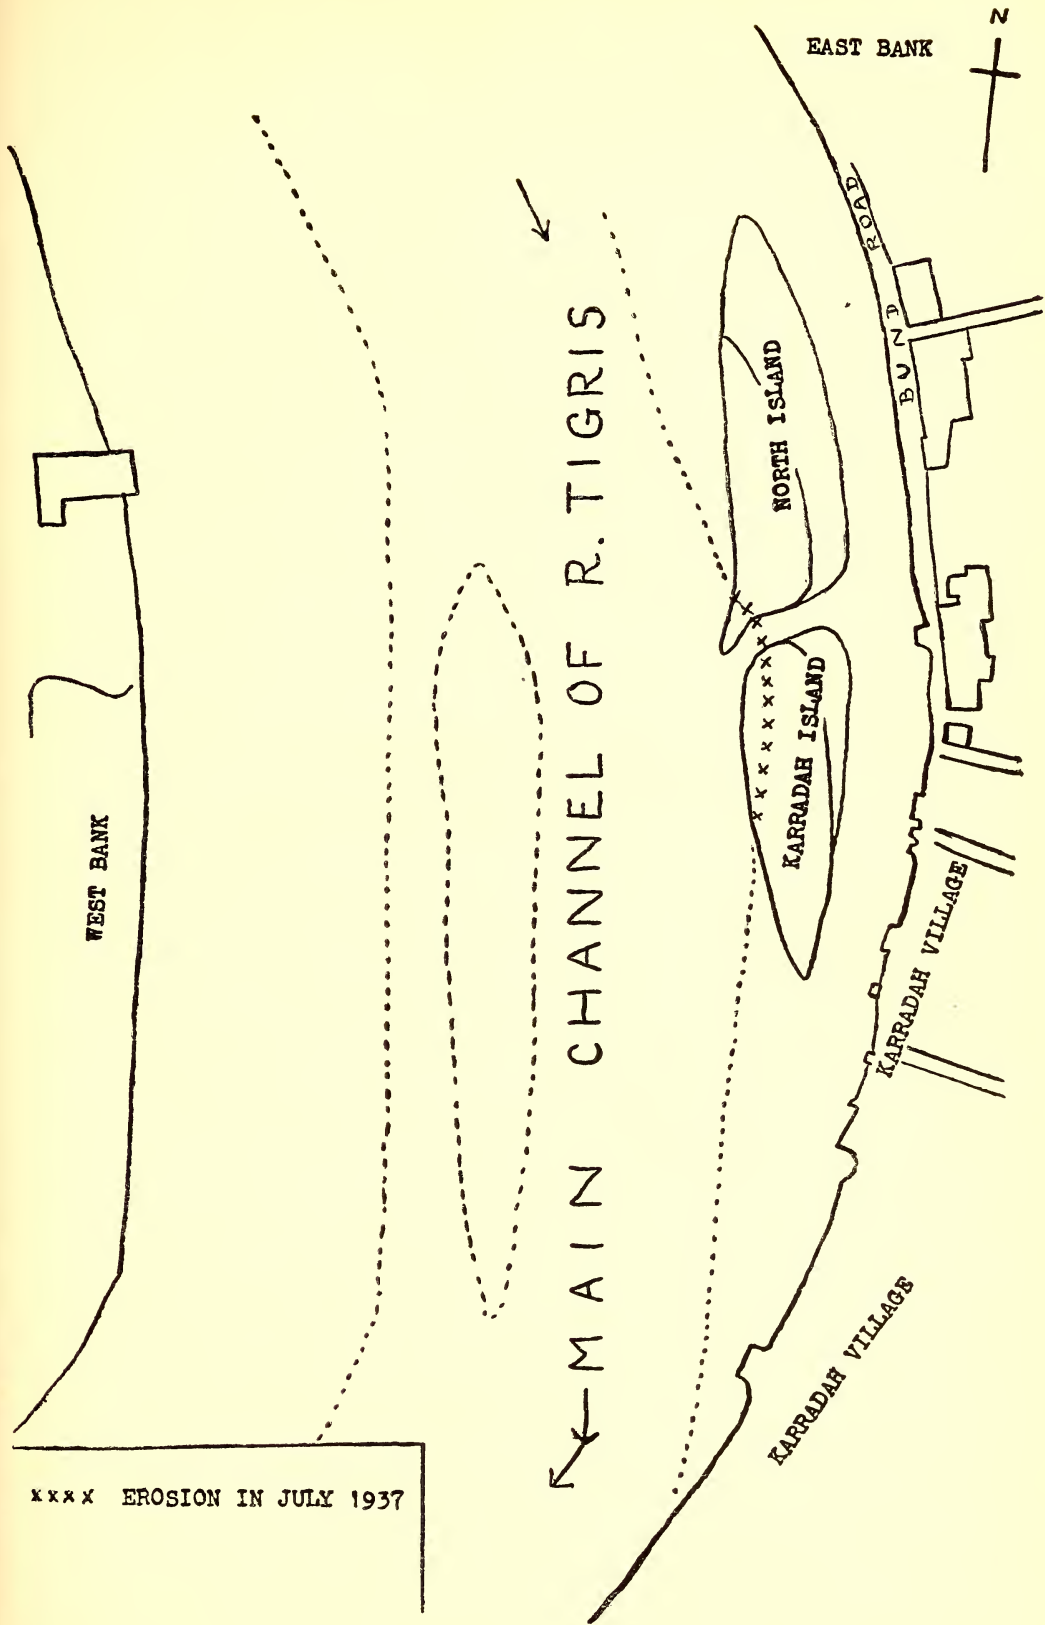 N
EAST BANK
BUND ROAD
NORTH ISLAND
KARRADAH ISLAND
MAIN CHANNEL OF R. TIGRIS
WEST BANK
KARRADAH VILLAGE
KARRADAH VILLAGE
xxxx EROSION IN JULY 1937